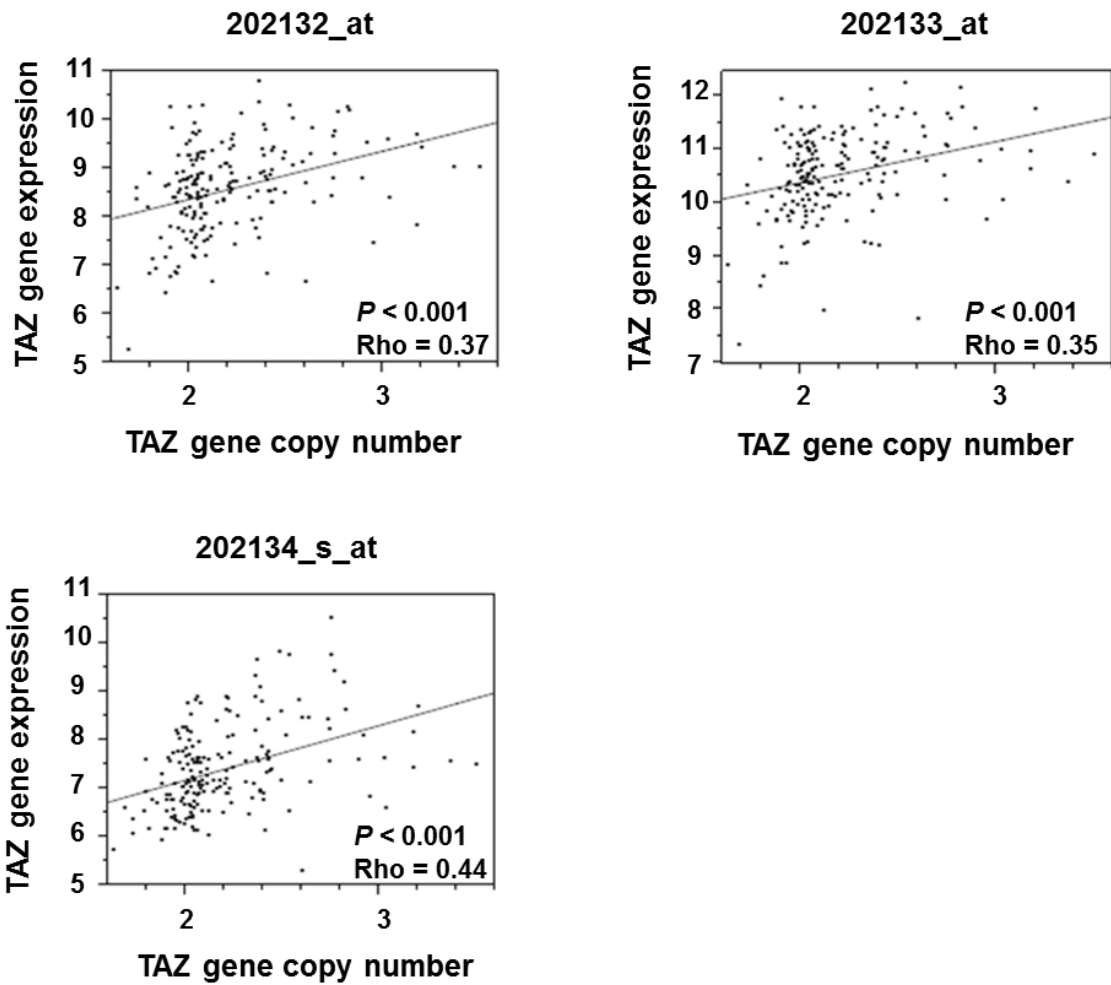 202132_at
11
10
9
8
7
6
5
TAZ gene expression
P < 0.001
Rho = 0.37
2 3
TAZ gene copy number
202133_at
12
11
10
9
8
7
TAZ gene expression
P < 0.001
Rho = 0.35
2 3
TAZ gene copy number
202134_s_at
11
10
9
8
7
6
5
TAZ gene expression
P < 0.001
Rho = 0.44
2 3
TAZ gene copy number